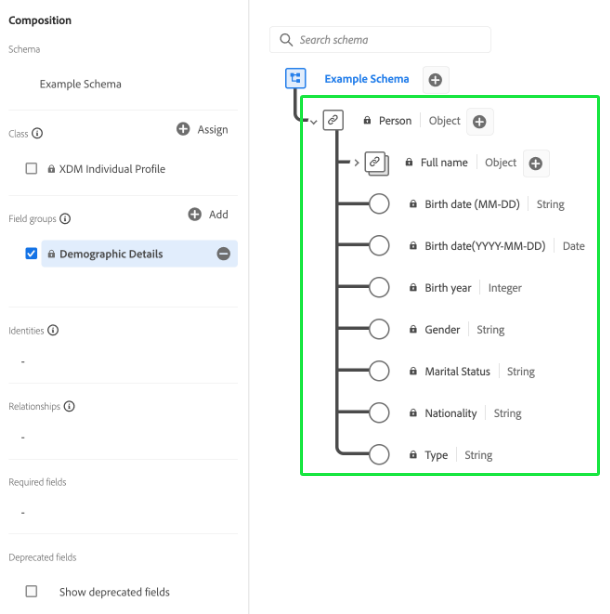 Composition
Schema
Example Schema
Class
Assign
XDM Individual Profile
Field groups
Add
Demographic Details
Identities
-
Relationships
-
Required fields
-
Deprecated fields
Show deprecated fields
Search schema
Example Schema
Person Object
Full name Object
Birth date (MM-DD) String
Birth date(YYYY-MM-DD) Date
Birth year Integer
Gender String
Marital Status String
Nationality String
Type String